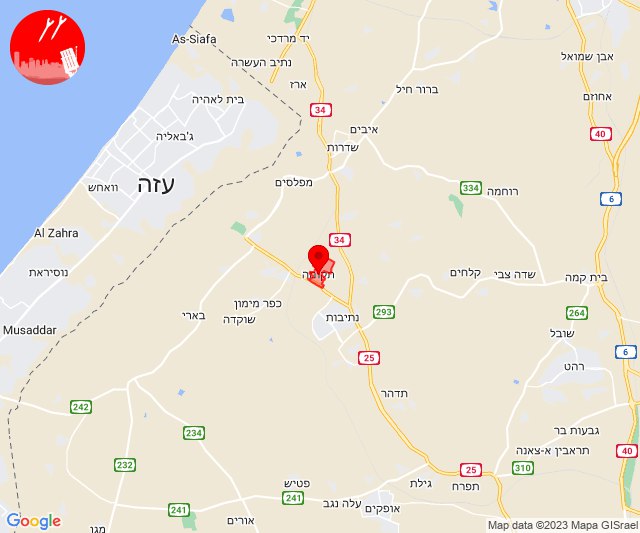 As-Siafa
יד מרדכי
נתיב העשרה
ארז
אבן שמואל
בית לאהיה
34
ברור חיל
אחוזם
ג'באליה
איבים
40
שדרות
עזה
וואחש
מפלסים
334
רוחמה
6
Al Zahra
34
נוסיראת
קלחים
שדה צבי
בית קמה
כפר מימון
בארי
שוקדה
נתיבות
293
264
Musaddar
שובל
25
6
רהט
242
תדהר
234
גבעות בר
40
232
תראבין א-צאנה
25
310
פטיש
גילת
תפרח
241
241
עלה נגב
מגן
אורים
אופקים
Google
Map data ©2023 Mapa GISrael